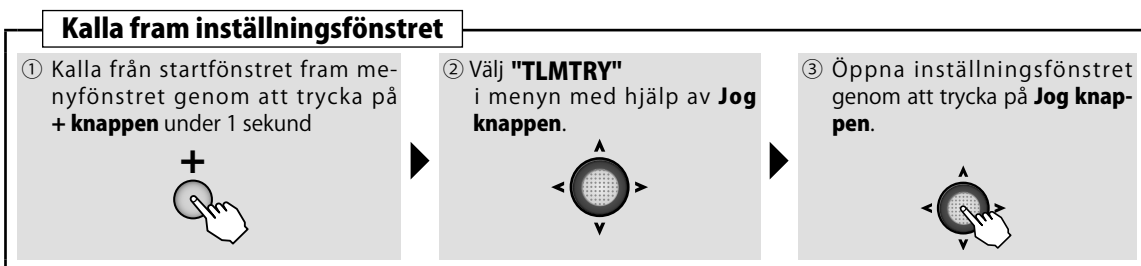 Kalla fram inställningsfönstret
① Kalla från startfönstret fram me-
nyfönstret genom att trycka på
+ knappen under 1 sekund
+
② Välj "TLMTRY"
i menyn med hjälp av Jog
knappen.
③ Öppna inställningsfönstret
genom att trycka på Jog knap-
pen.